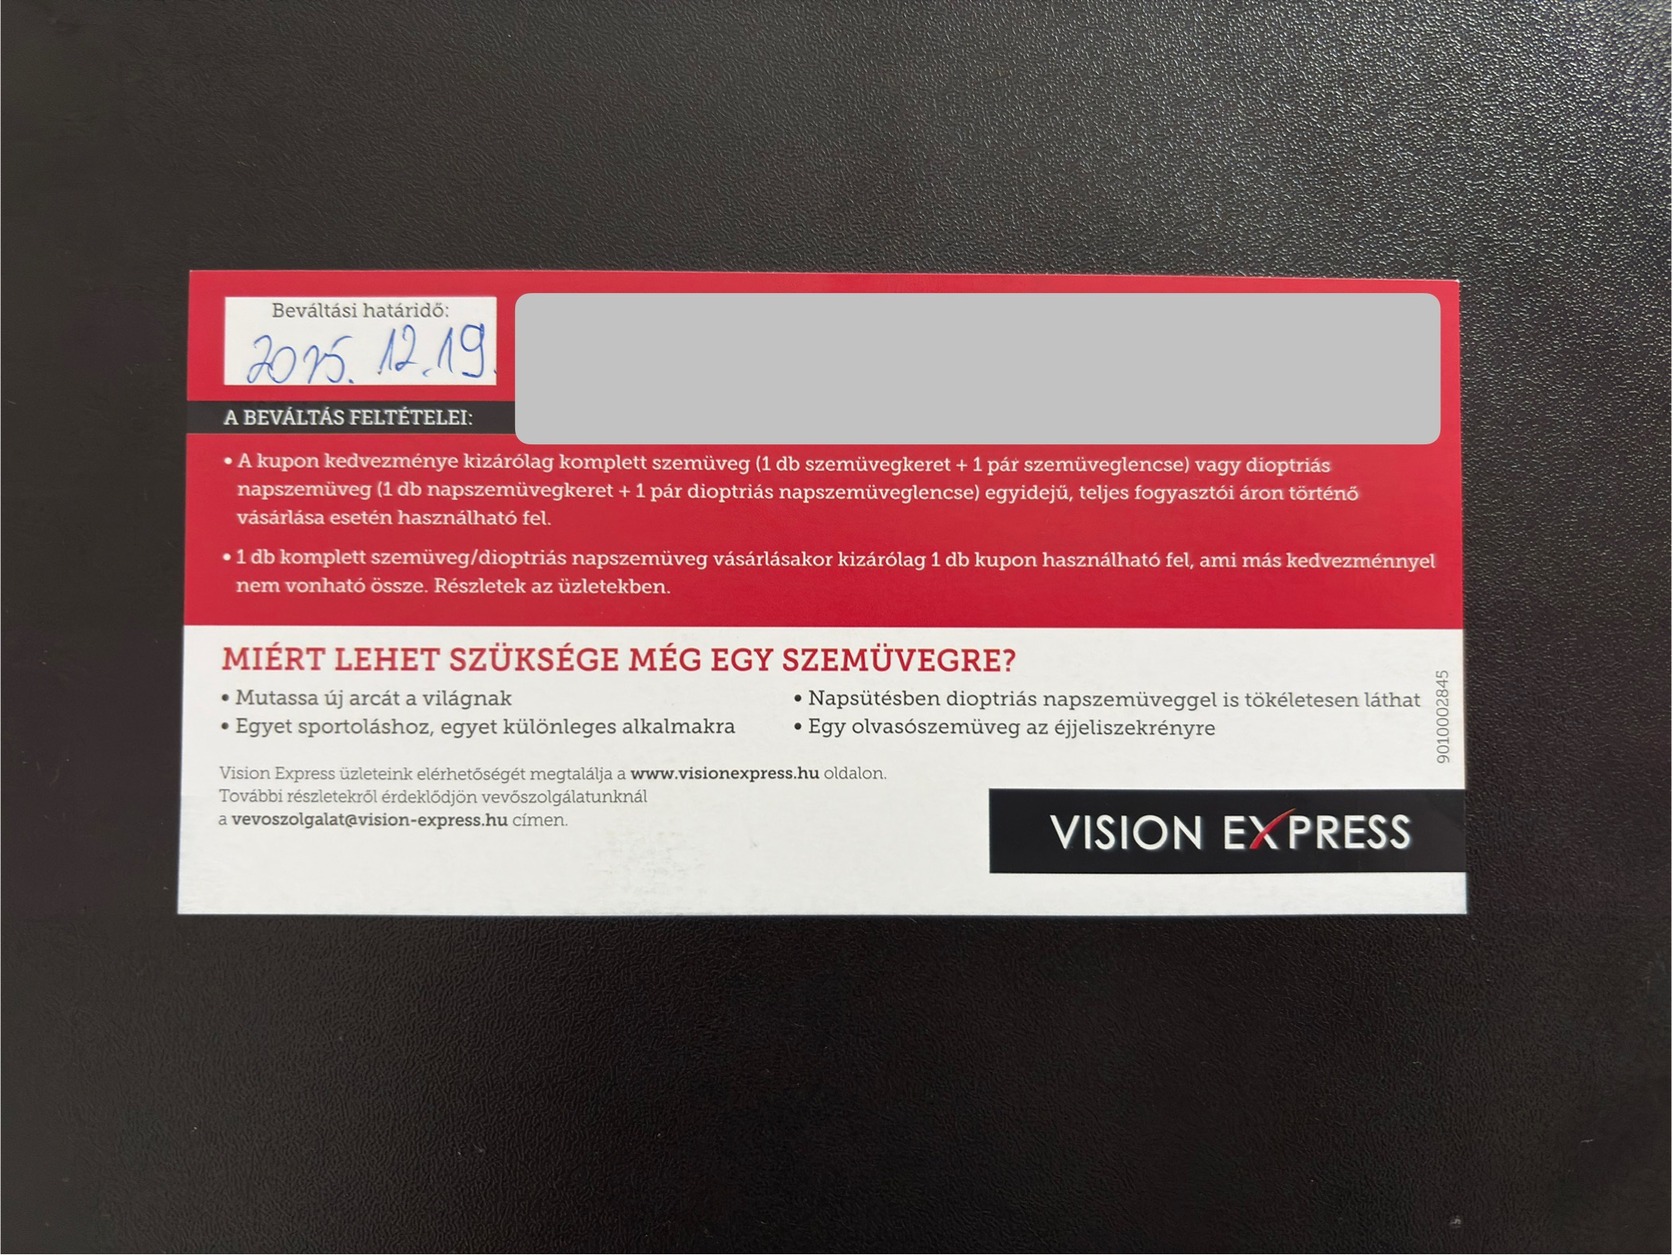 Beváltási határidő:
2025. 12.19.
A BEVÁLTÁS FELTÉTELEI:
• A kupon kedvezménye kizárólag komplett szemüveg (1 db szemüvegkeret + 1 pár szemüveglencse) vagy dioptriás
napszemüveg (1 db napszemüvegkeret + 1 pár dioptriás napszemüveglencse) egyidejű, teljes fogyasztói áron történő
vásárlása esetén használható fel.
• 1 db komplett szemüveg/dioptriás napszemüveg vásárlásakor kizárólag 1 db kupon használható fel, ami más kedvezménnyel
nem vonható össze. Részletek az üzletekben.
MIÉRT LEHET SZÜKSÉGE MÉG EGY SZEMÜVEGRE?
• Mutassa új arcát a világnak
• Egyet sportoláshoz, egyet különleges alkalmakra
• Napsütésben dioptriás napszemüveggel is tökéletesen láthat
• Egy olvasószemüveg az éjjeliszekrényre
9010002845
Vision Express üzleteink elérhetőségét megtalálja a www.visionexpress.hu oldalon.
További részletekről érdeklődjön vevőszolgálatunknál
a vevoszolgalat@vision-express.hu címen.
VISION EXPRESS